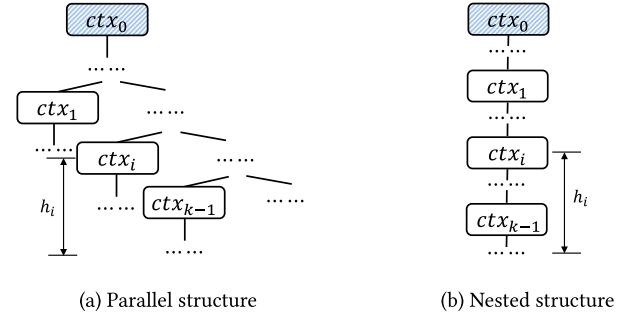 ctx₀
... ...
ctx₁
... ...
... ...
ctxᵢ
... ...
hᵢ
... ...
ctxₖ₋₁
... ...
... ...
(a) Parallel structure
ctx₀
... ...
ctx₁
... ...
ctxᵢ
hᵢ
... ...
ctxₖ₋₁
... ...
(b) Nested structure